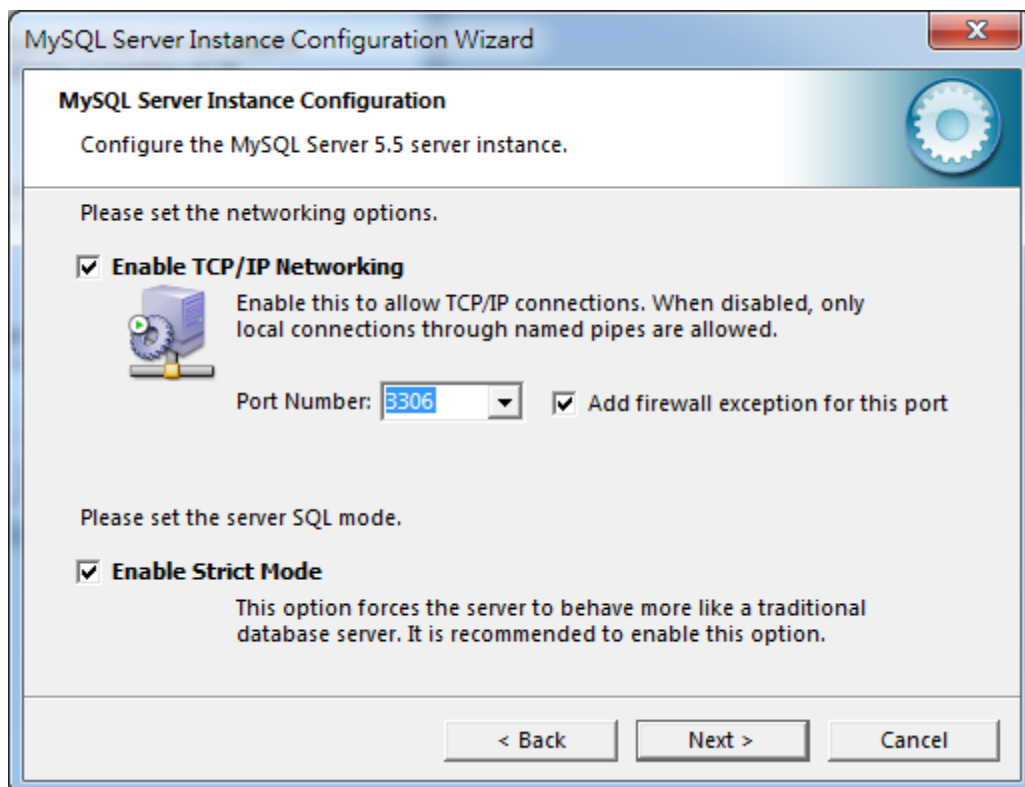 MySQL Server Instance Configuration Wizard
MySQL Server Instance Configuration
Configure the MySQL Server 5.5 server instance.
Please set the networking options.
Enable TCP/IP Networking
Enable this to allow TCP/IP connections. When disabled, only
local connections through named pipes are allowed.
Port Number: 3306 Add firewall exception for this port
Please set the server SQL mode.
Enable Strict Mode
This option forces the server to behave more like a traditional
database server. It is recommended to enable this option.
< Back Next > Cancel